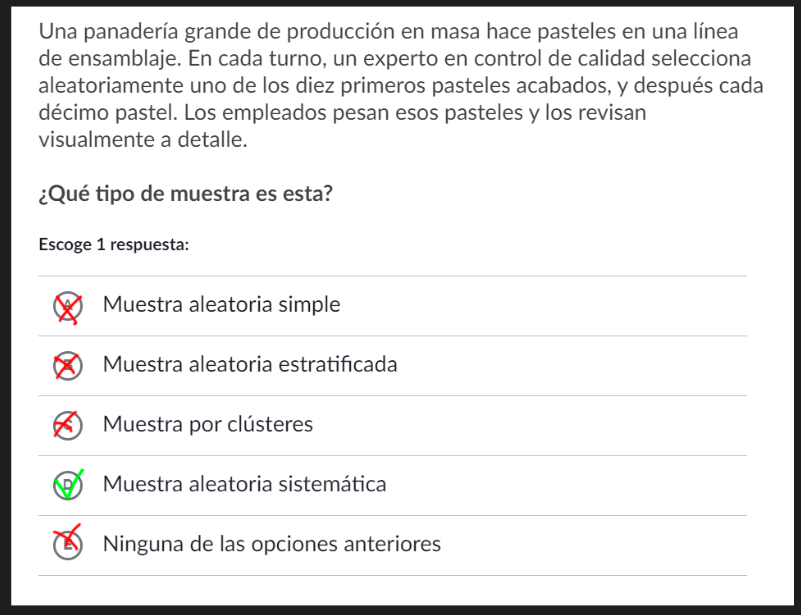 Una panadería grande de producción en masa hace pasteles en una línea
de ensamblaje. En cada turno, un experto en control de calidad selecciona
aleatoriamente uno de los diez primeros pasteles acabados, y después cada
décimo pastel. Los empleados pesan esos pasteles y los revisan
visualmente a detalle.
¿Qué tipo de muestra es esta?
Escoge 1 respuesta:
A Muestra aleatoria simple
B Muestra aleatoria estratificada
C Muestra por clústeres
D Muestra aleatoria sistemática
E Ninguna de las opciones anteriores